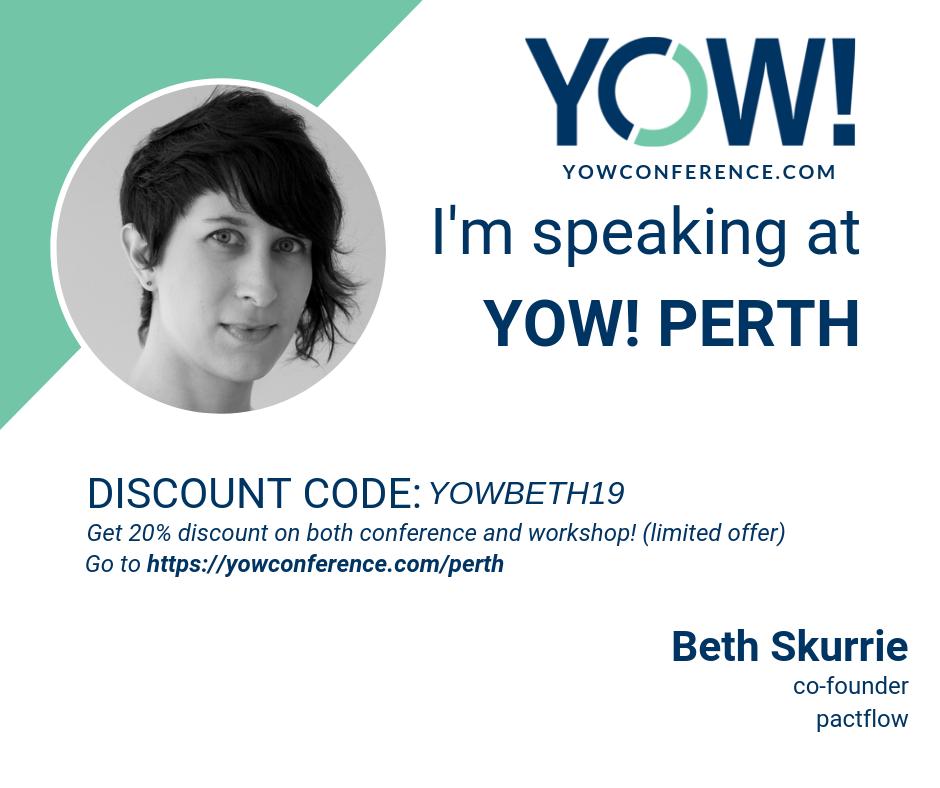 YOW!
YOWCONFERENCE.COM
I'm speaking at
YOW! PERTH
DISCOUNT CODE: YOWBETH19
Get 20% discount on both conference and workshop! (limited offer)
Go to https://yowconference.com/perth
Beth Skurrie
co-founder
pactflow